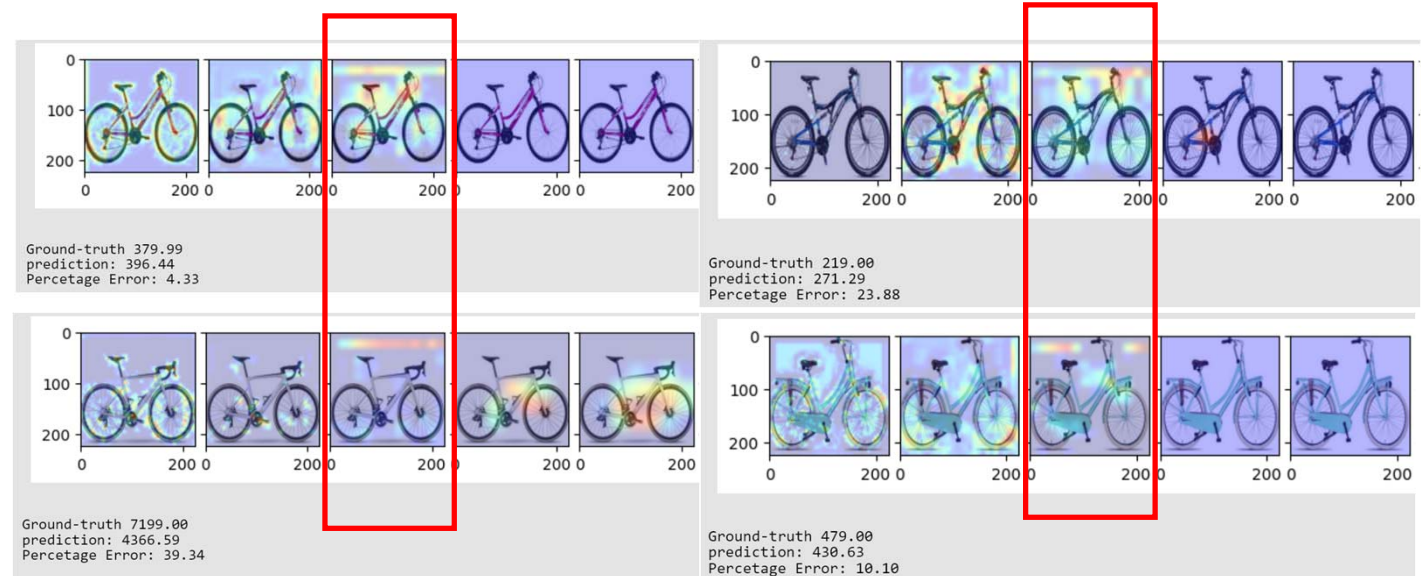 0
100
200
0 200 0 200 0 200 0 200 0 200
Ground-truth 379.99
prediction: 396.44
Percetage Error: 4.33
0
100
200
0 200 0 200 0 200 0 200 0 200
Ground-truth 219.00
prediction: 271.29
Percetage Error: 23.88
0
100
200
0 200 0 200 0 200 0 200 0 200
Ground-truth 7199.00
prediction: 4366.59
Percetage Error: 39.34
0
100
200
0 200 0 200 0 200 0 200 0 200
Ground-truth 479.00
prediction: 430.63
Percetage Error: 10.10